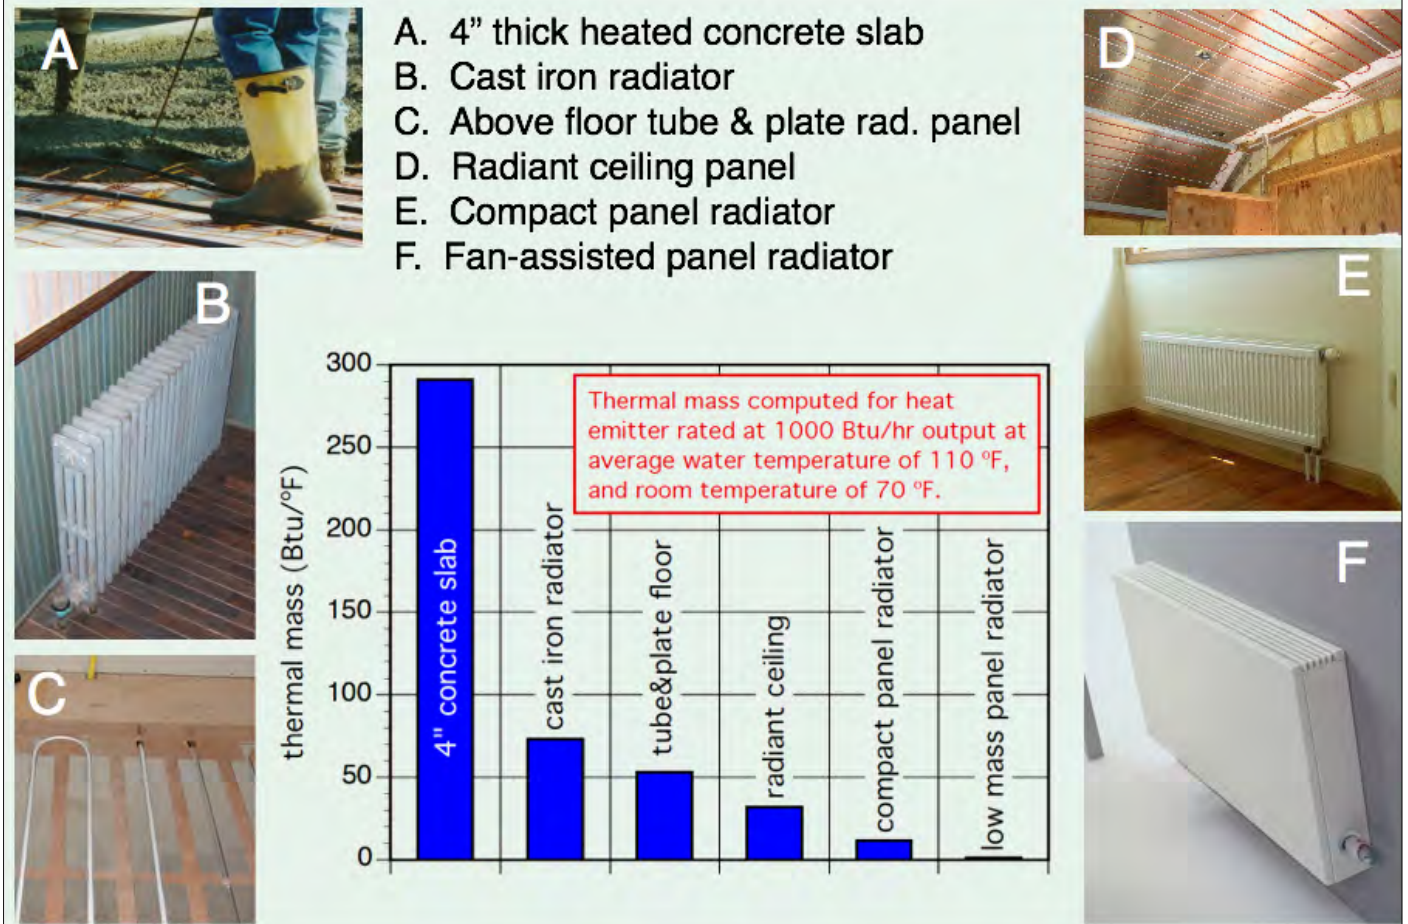 A
A. 4” thick heated concrete slab
B. Cast iron radiator
C. Above floor tube & plate rad. panel
D. Radiant ceiling panel
E. Compact panel radiator
F. Fan-assisted panel radiator
D
B
E
C
F
thermal mass (Btu/ºF)
300
250
200
150
100
50
0
Thermal mass computed for heat
emitter rated at 1000 Btu/hr output at
average water temperature of 110 ºF,
and room temperature of 70 ºF.
4" concrete slab
cast iron radiator
tube&plate floor
radiant ceiling
compact panel radiator
low mass panel radiator